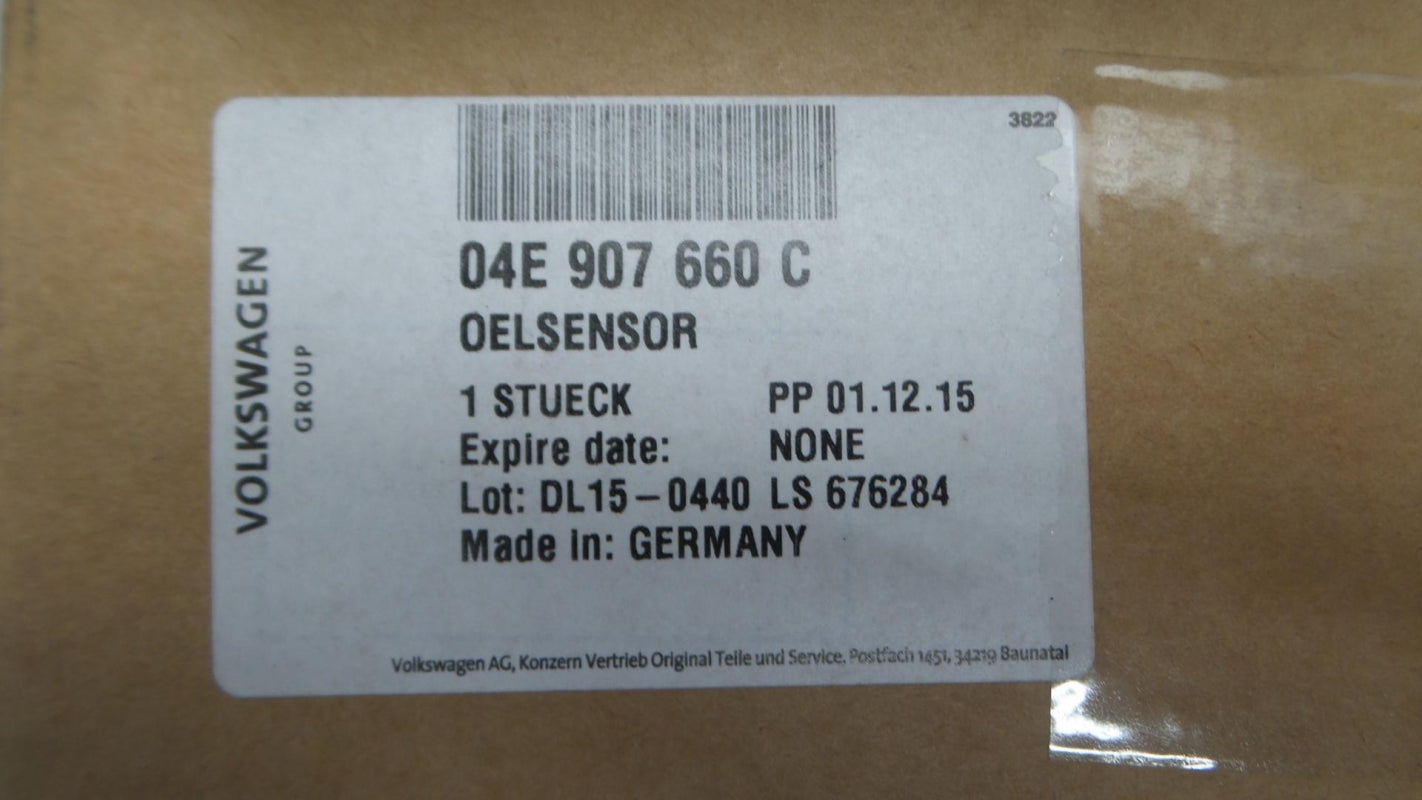 3822
04E 907 660 C
OELSENSOR
1 STUECK PP 01.12.15
Expire date: NONE
Lot: DL15-0440 LS 676284
Made in: GERMANY
VOLKSWAGEN
GROUP
Volkswagen AG, Konzern Vertrieb Original Teile und Service. Postfach 1451, 34219 Baunatal